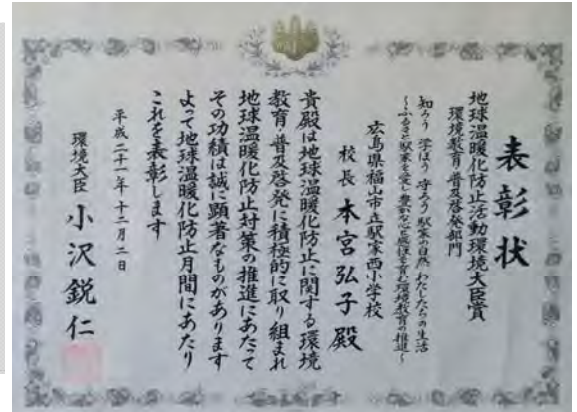 表彰状
地球温暖化防止活動環境大臣賞
環境教育・普及啓発部門
知ろう 学ぼう 守ろう 駅家の自然 わたしたちの生活
～ふるさと駅家を愛し豊かな心と感性を育む環境教育の推進～
広島県福山市立駅家西小学校
校長 本宮弘子 殿
貴殿は地球温暖化防止に関する環境
教育・普及啓発に積極的に取り組まれ
地球温暖化防止対策の推進にあたって
その功績は誠に顕著なものがあります
よって地球温暖化防止月間にあたり
これを表彰します
平成二十一年十二月二日
環境大臣 小沢鋭仁